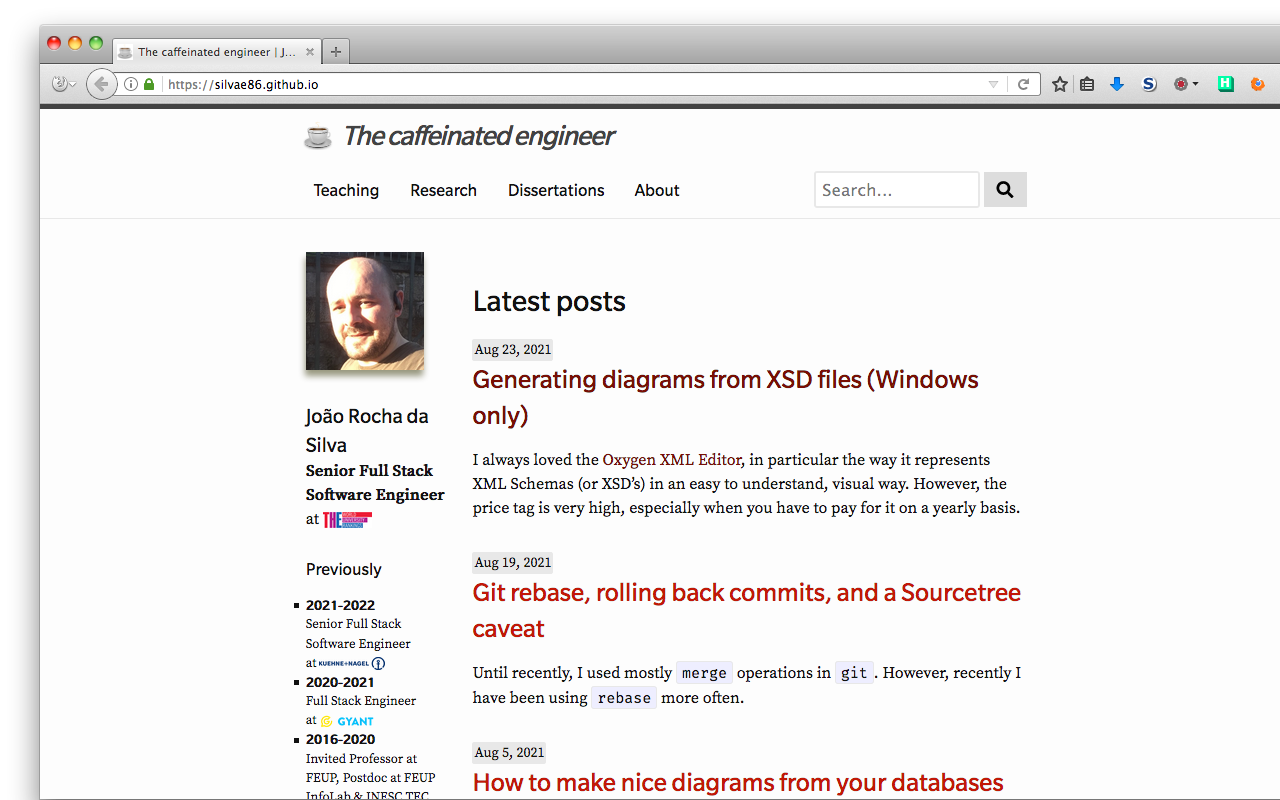 The caffeinated engineer | J...
https://silvae86.github.io
The caffeinated engineer
Teaching Research Dissertations About
Search...
João Rocha da
Silva
Senior Full Stack
Software Engineer
at THE WORLD UNIVERSITY RANKINGS
Previously
2021-2022
Senior Full Stack
Software Engineer
at KUEHNE+NAGEL
2020-2021
Full Stack Engineer
at GYANT
2016-2020
Invited Professor at
FEUP, Postdoc at FEUP
InfoLab & INESC TEC
Latest posts
Aug 23, 2021
Generating diagrams from XSD files (Windows
only)
I always loved the Oxygen XML Editor, in particular the way it represents
XML Schemas (or XSD’s) in an easy to understand, visual way. However, the
price tag is very high, especially when you have to pay for it on a yearly basis.
Aug 19, 2021
Git rebase, rolling back commits, and a Sourcetree
caveat
Until recently, I used mostly merge operations in git. However, recently I
have been using rebase more often.
Aug 5, 2021
How to make nice diagrams from your databases